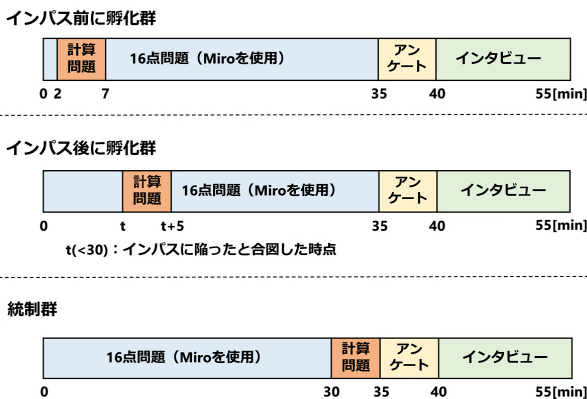 インパス前に孵化群
計算
問題
16点問題（Miroを使用）
アン
ケート
インタビュー
0 2 7 35 40 55[min]
インパス後に孵化群
計算
問題
16点問題（Miroを使用）
アン
ケート
インタビュー
0 t t+5 35 40 55[min]
t(<30)：インパスに陥ったと合図した時点
統制群
16点問題（Miroを使用）
計算
問題
アン
ケート
インタビュー
0 30 35 40 55[min]